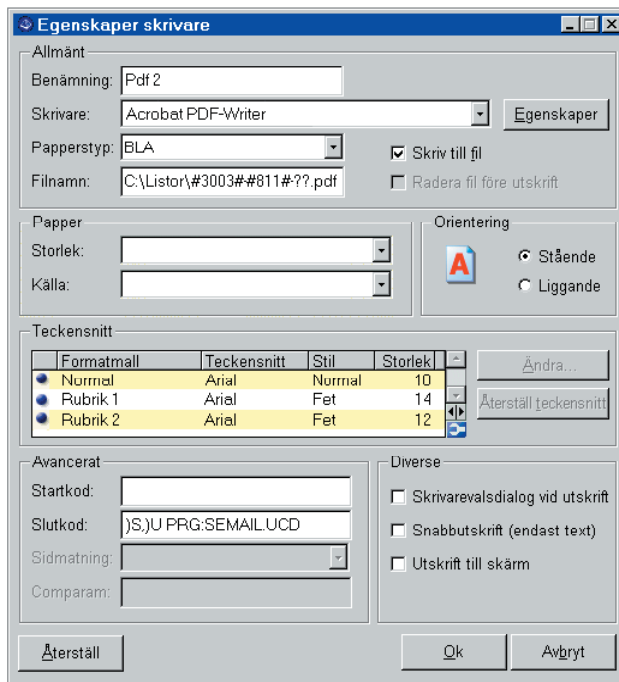 Egenskaper skrivare
Allmänt
Benämning: Pdf 2
Skrivare: Acrobat PDF-Writer Egenskaper
Papperstyp: BLA Skriv till fil
Filnamn: C:\Listor\#3003#-#811#-??.pdf Radera fil före utskrift
Papper Orientering
Storlek: Stående
Källa: Liggande
Teckensnitt
Formatmall Teckensnitt Stil Storlek
Normal Arial Normal 10 Ändra...
Rubrik 1 Arial Fet 14 Återställ teckensnitt
Rubrik 2 Arial Fet 12
Avancerat Diverse
Startkod: Skrivarevalsdialog vid utskrift
Slutkod: )S,)U PRG:SEMAIL.UCD Snabbutskrift (endast text)
Sidmatning: Utskrift till skärm
Comparam:
Återställ Ok Avbryt